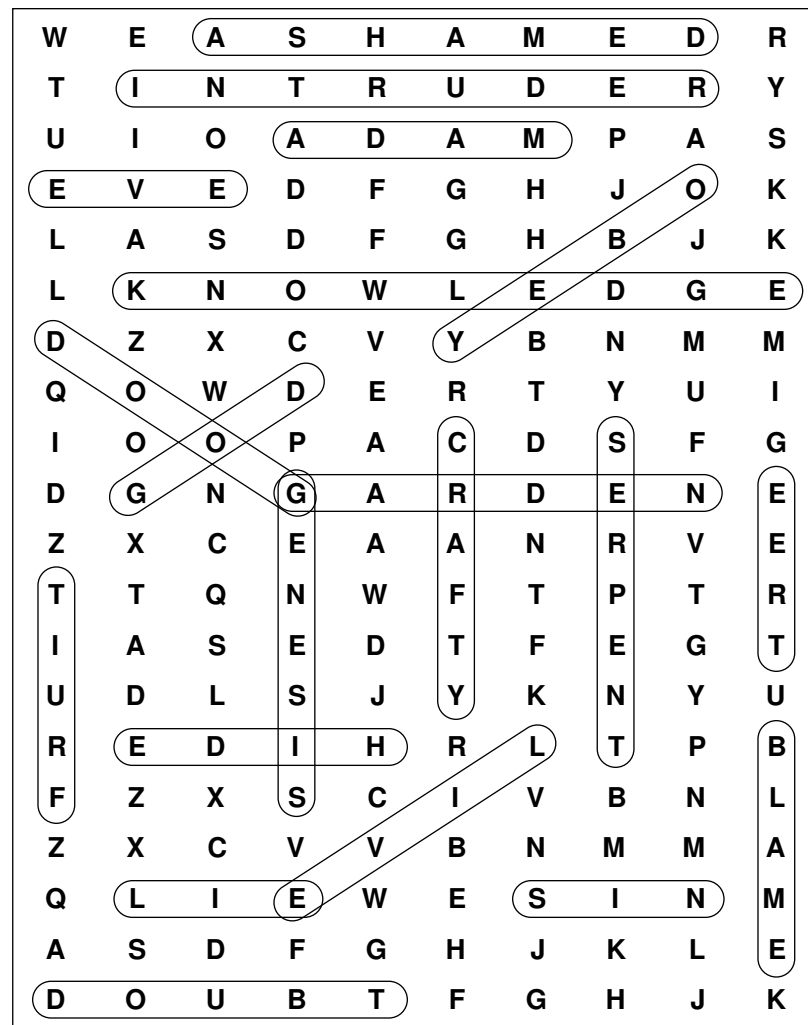 W E A S H A M E D R
T I N T R U D E R Y
U I O A D A M P A S
E V E D F G H J O K
L A S D F G H B J K
L K N O W L E D G E
D Z X C V Y B N M M
Q O W D E R T Y U I
I O O P A C D S F G
D G N G A R D E N E
Z X C E A A N R V E
T T Q N W F T P T R
I A S E D T F E G T
U D L S J Y K N Y U
R E D I H R L T P B
F Z X S C I V B N L
Z X C V V B N M M A
Q L I E W E S I N M
A S D F G H J K L E
D O U B T F G H J K